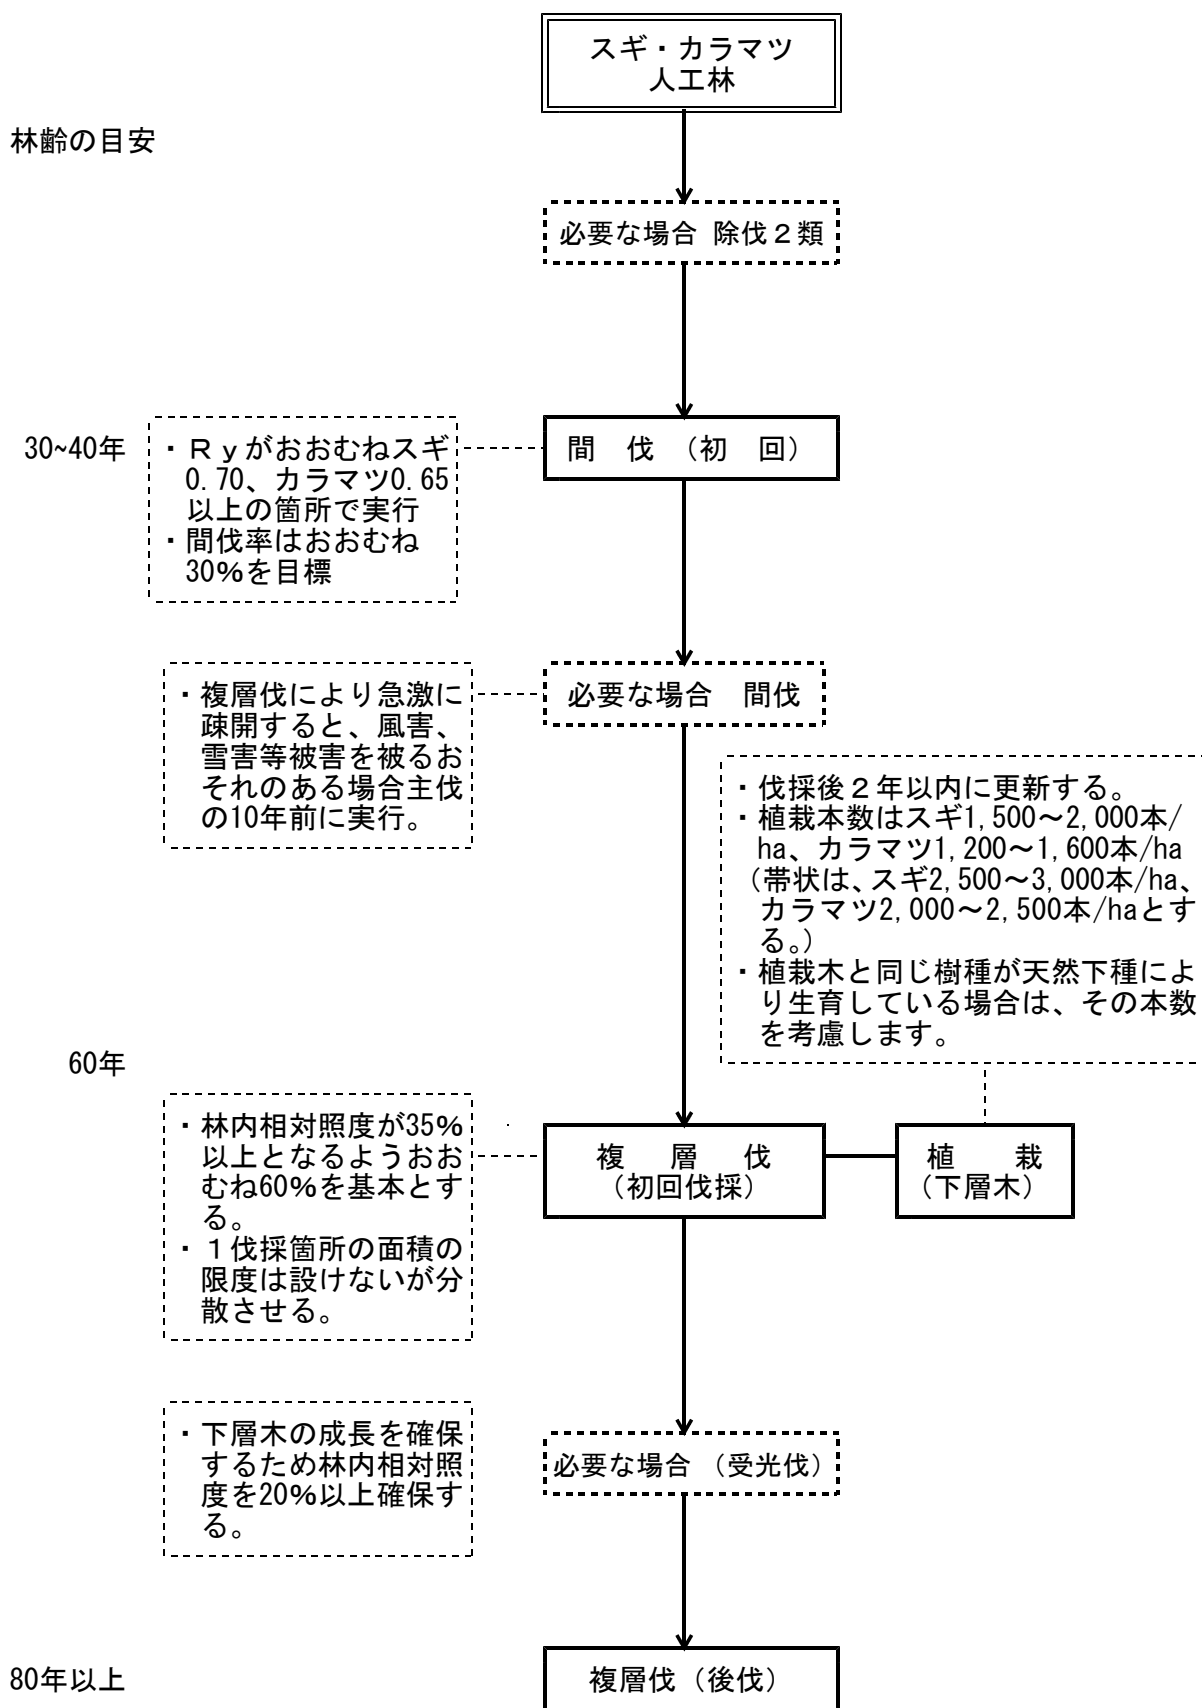 スギ・カラマツ
人工林
林齢の目安
必要な場合 除伐２類
30~40年
・Ｒｙがおおむねスギ
0.70、カラマツ0.65
以上の箇所で実行
・間伐率はおおむね
30％を目標
間 伐 （初 回）
・複層伐により急激に
疎開すると、風害、
雪害等被害を被るお
それのある場合主伐
の10年前に実行。
必要な場合 間伐
・伐採後２年以内に更新する。
・植栽本数はスギ1,500～2,000本/
ha、カラマツ1,200～1,600本/ha
（帯状は、スギ2,500～3,000本/ha、
カラマツ2,000～2,500本/haとす
る。）
・植栽木と同じ樹種が天然下種によ
り生育している場合は、その本数
を考慮します。
60年
・林内相対照度が35％
以上となるようおお
むね60％を基本とす
る。
・１伐採箇所の面積の
限度は設けないが分
散させる。
複 層 伐
（初回伐採）
植 栽
（下層木）
・下層木の成長を確保
するため林内相対照
度を20％以上確保す
る。
必要な場合 （受光伐）
80年以上
複層伐（後伐）